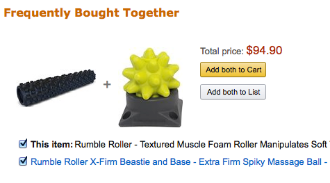 Frequently Bought Together
Total price: $94.90
+
Add both to Cart
Add both to List
This item: Rumble Roller - Textured Muscle Foam Roller Manipulates Soft
Rumble Roller X-Firm Beastie and Base - Extra Firm Spiky Massage Ball -